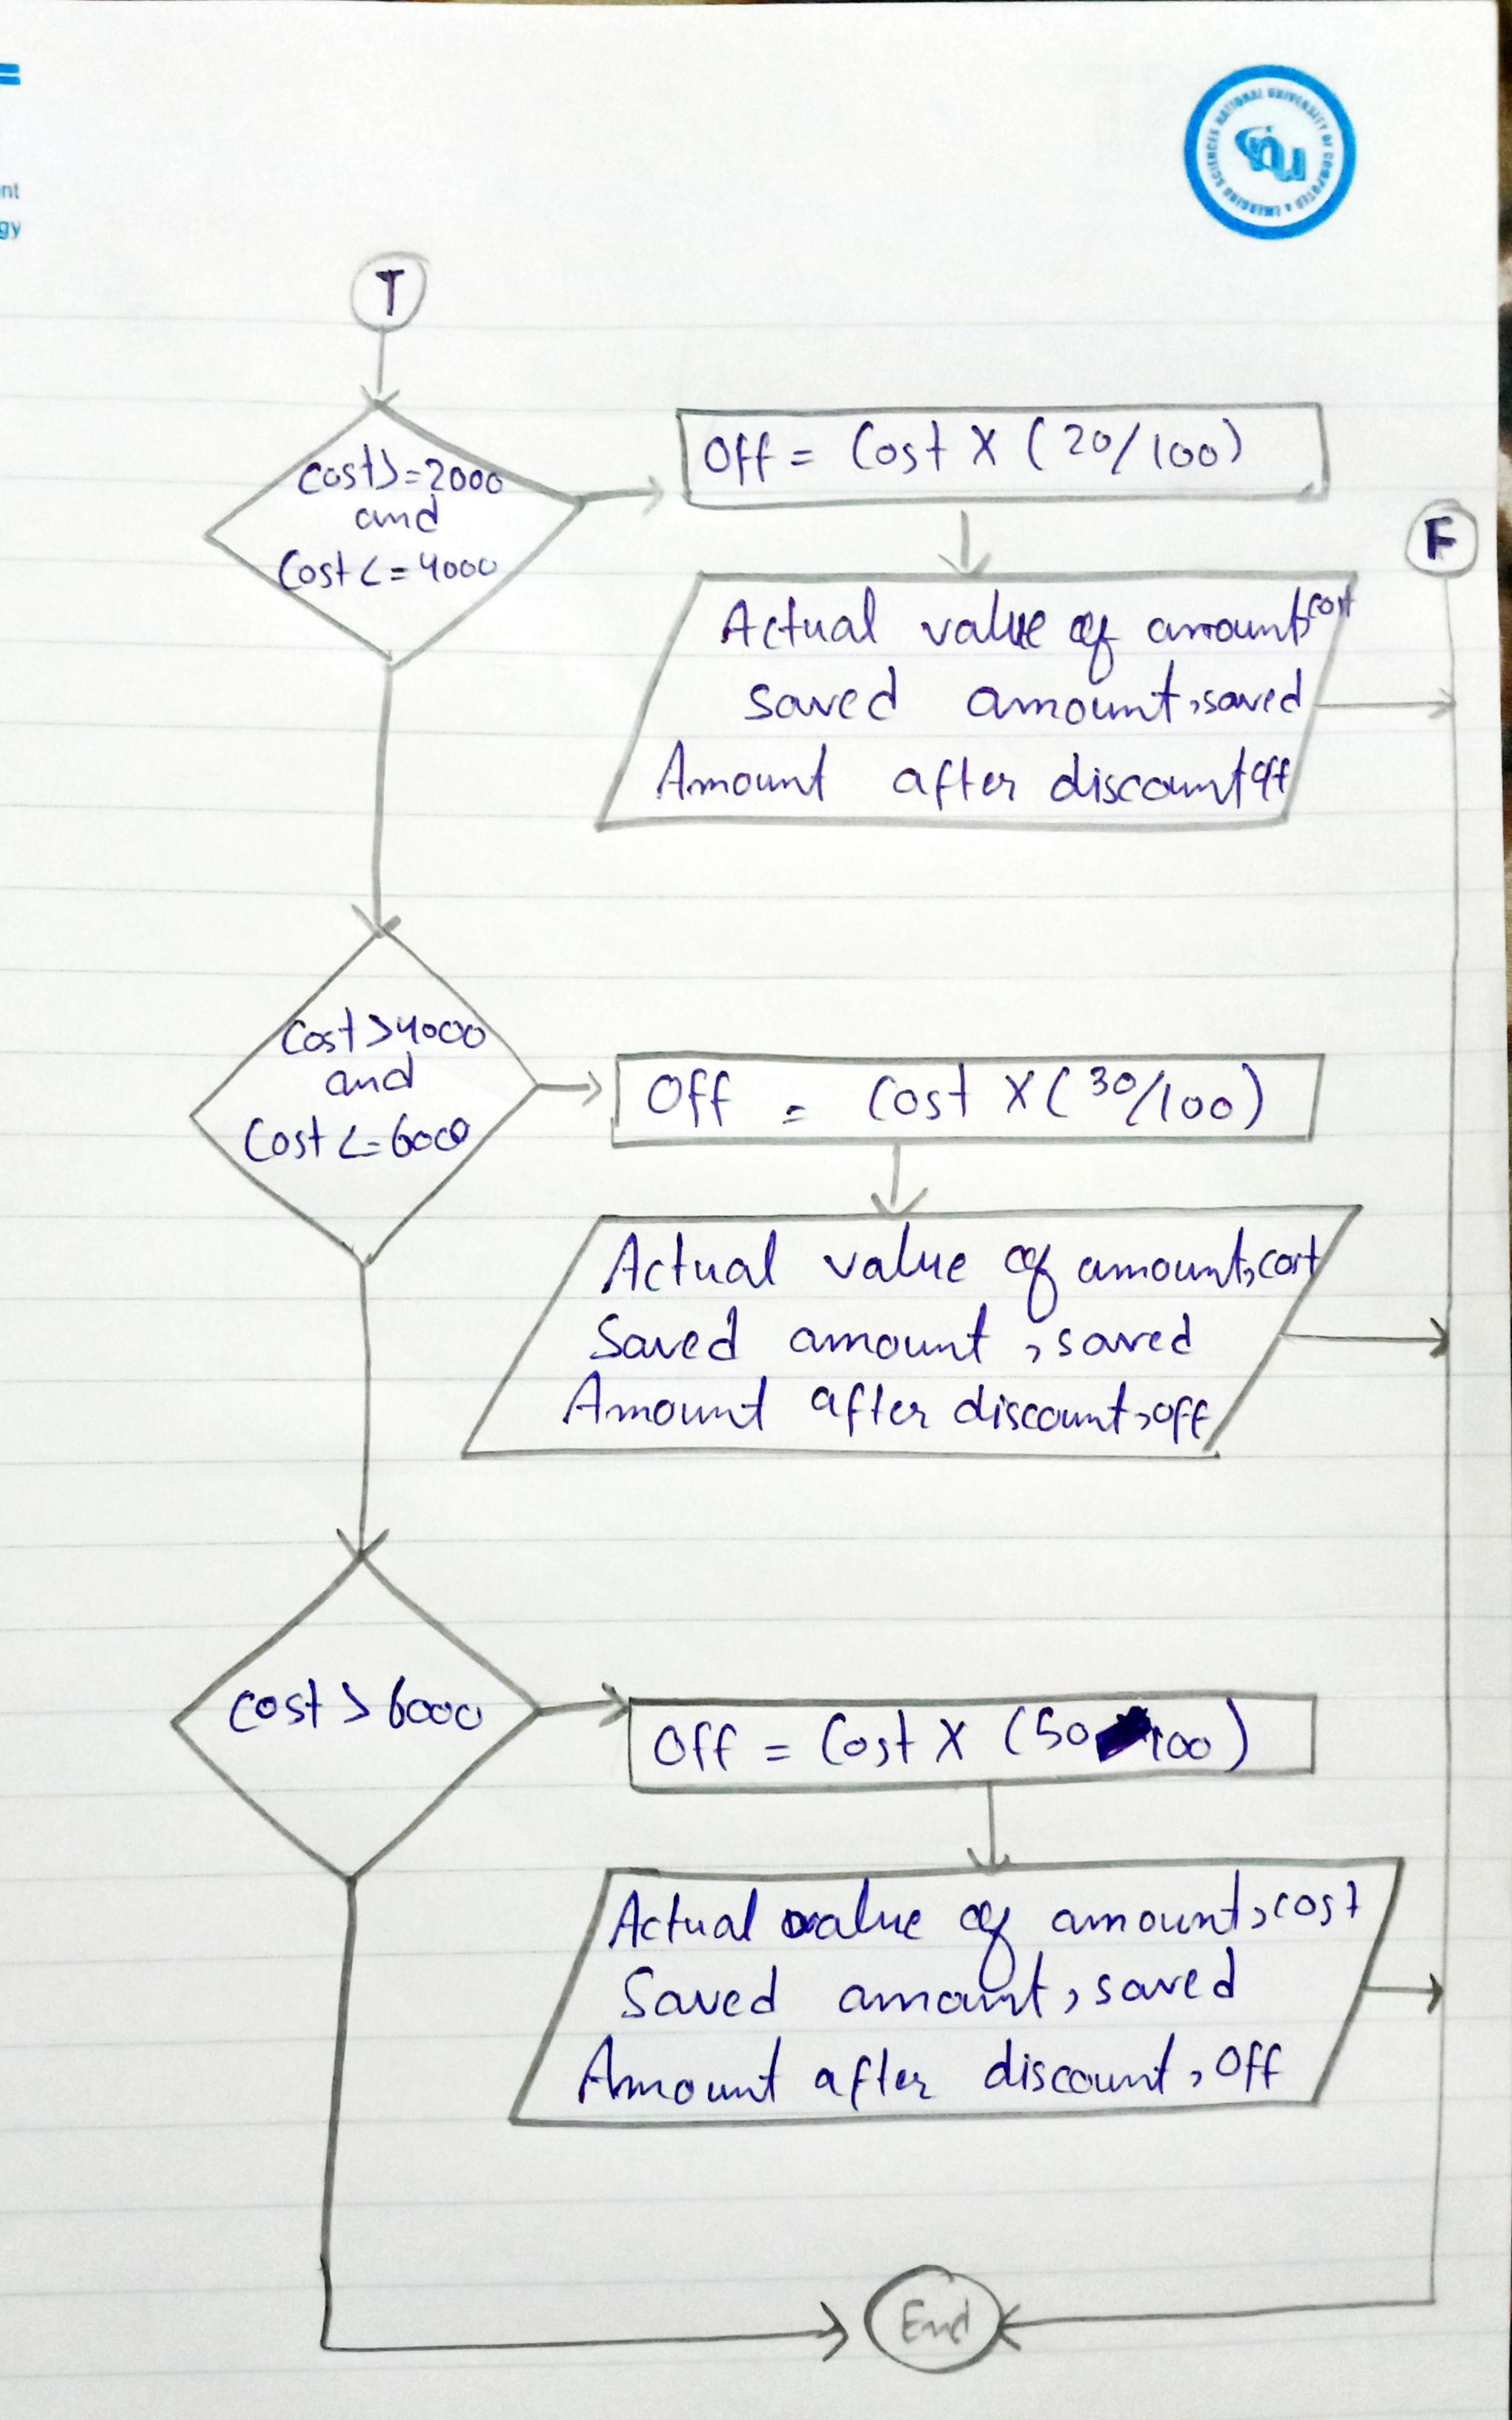 nt
gy
NATIONAL UNIVERSITY OF COMPUTER & EMERGING SCIENCES
nu
T
Cost>=2000
and
Cost<=4000
Off = Cost X (20/100)
F
Actual value of amount,cost
saved amount,saved
Amount after discount,off
Cost>4000
and
Cost<=6000
Off = Cost X (30/100)
Actual value of amount,cost
Saved amount,saved
Amount after discount,off
Cost>6000
Off = Cost X (50 100)
Actual value of amount,cost
Saved amount,saved
Amount after discount,Off
End